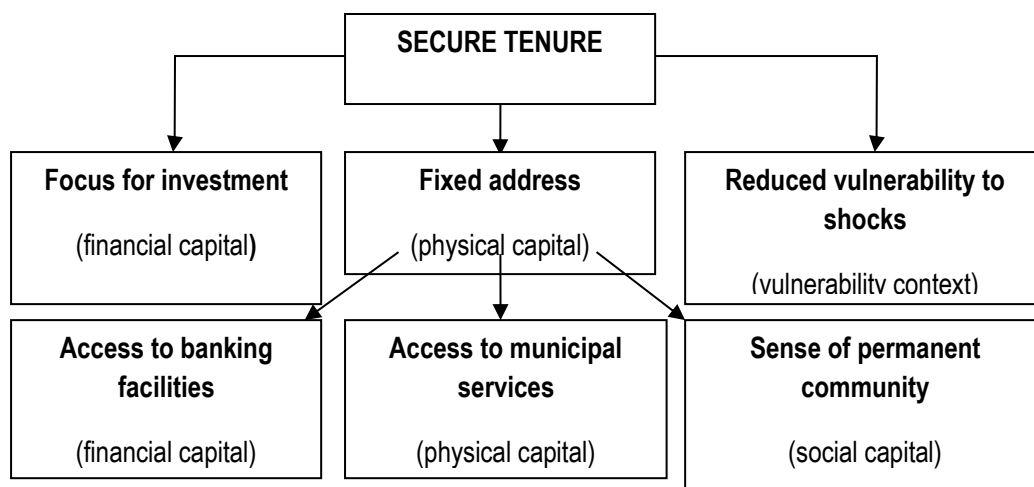 SECURE TENURE
Focus for investment
(financial capital)
Fixed address
(physical capital)
Reduced vulnerability to
shocks
(vulnerability context)
Access to banking
facilities
(financial capital)
Access to municipal
services
(physical capital)
Sense of permanent
community
(social capital)